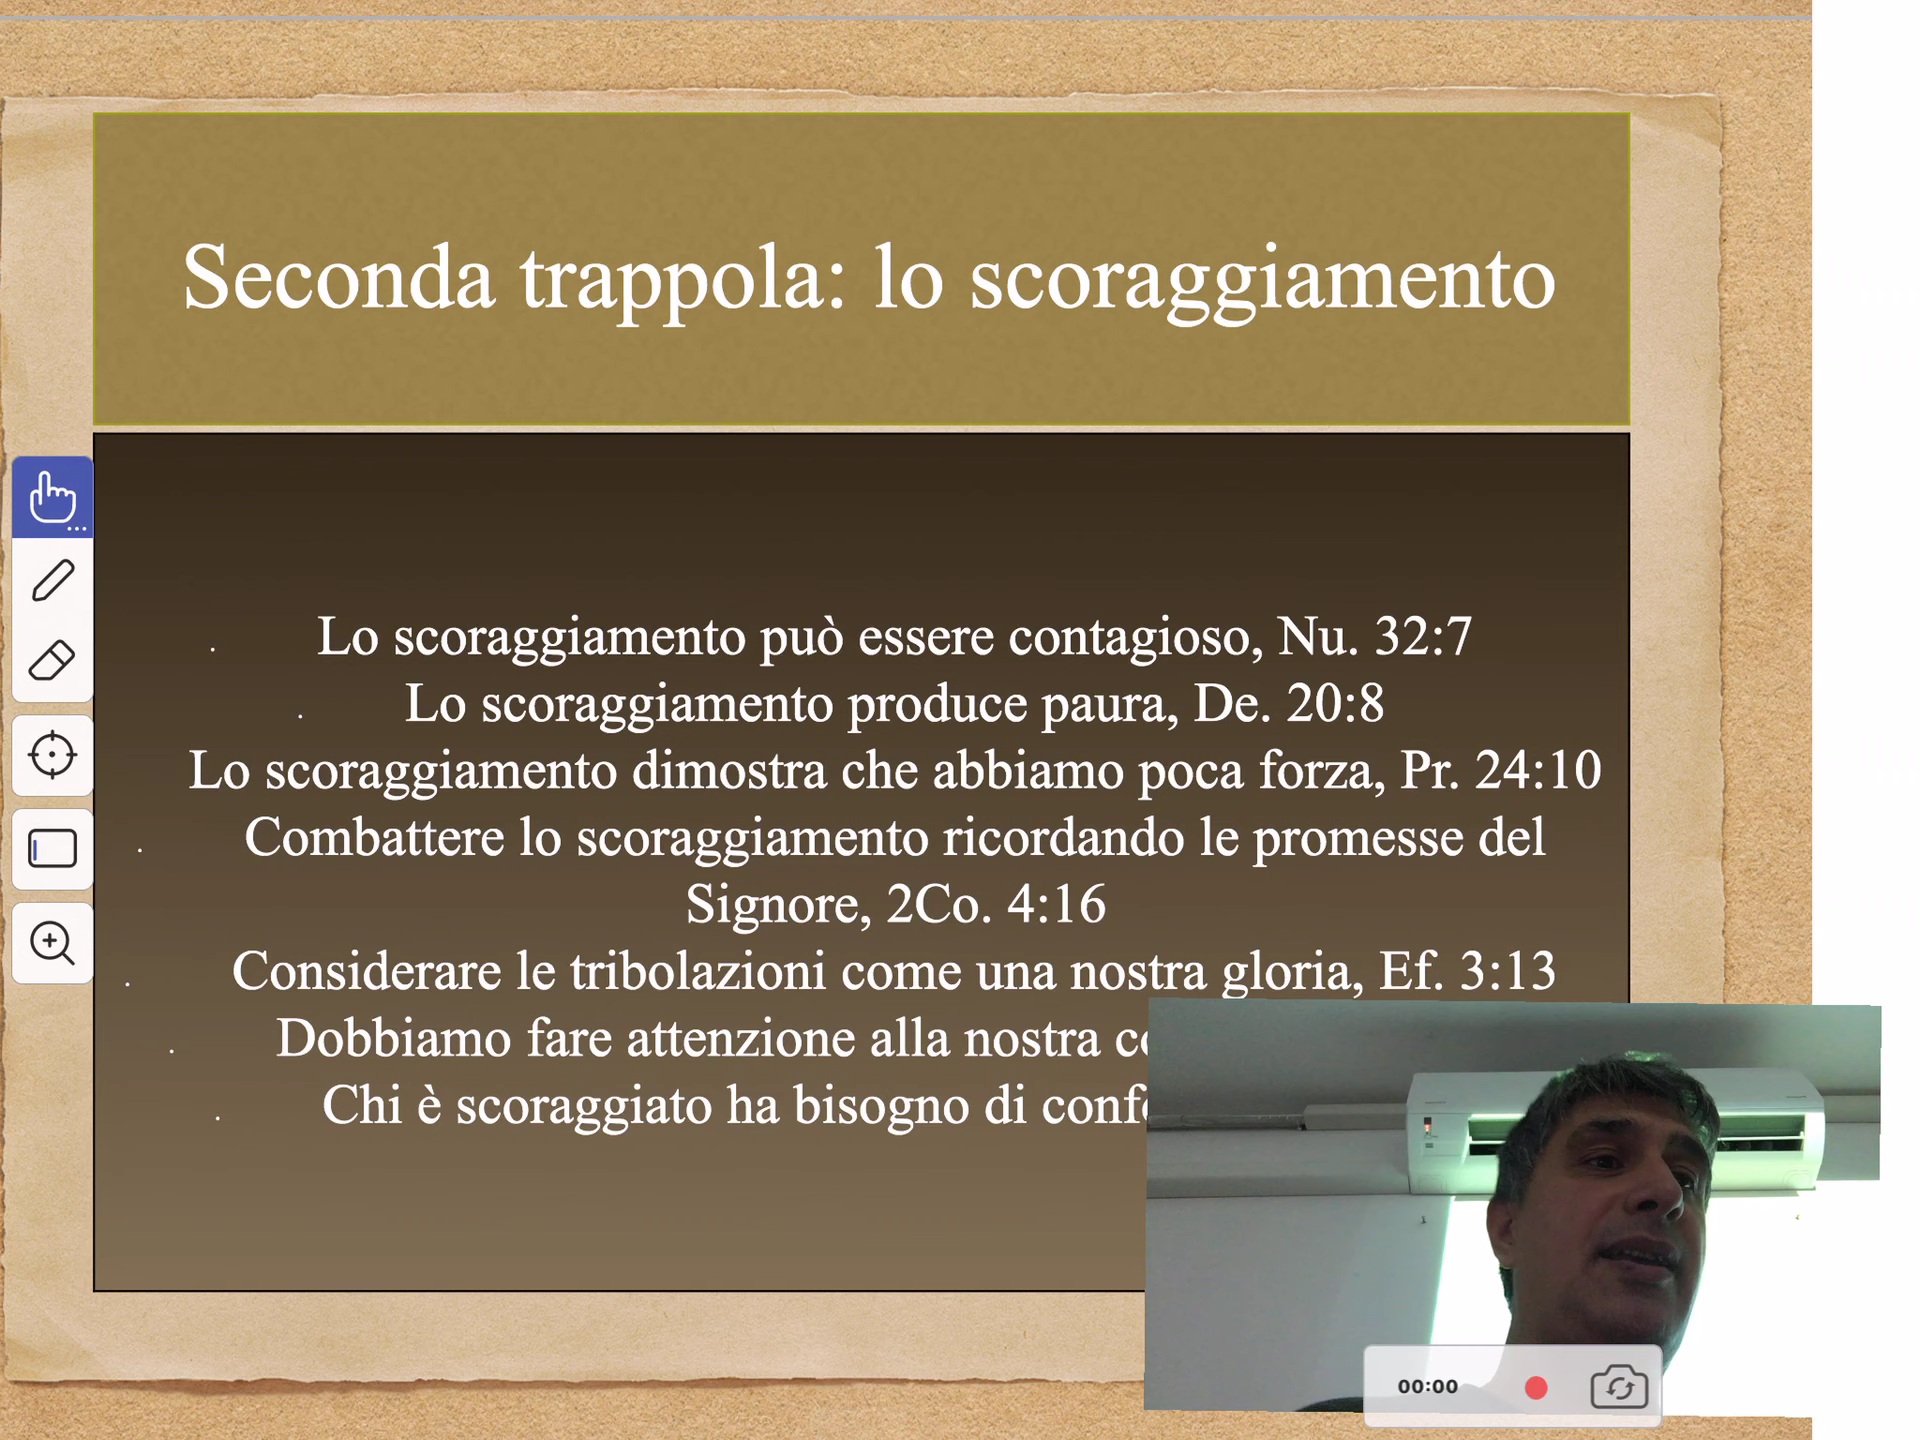 Seconda trappola: lo scoraggiamento
Lo scoraggiamento può essere contagioso, Nu. 32:7
Lo scoraggiamento produce paura, De. 20:8
Lo scoraggiamento dimostra che abbiamo poca forza, Pr. 24:10
Combattere lo scoraggiamento ricordando le promesse del
Signore, 2Co. 4:16
Considerare le tribolazioni come una nostra gloria, Ef. 3:13
Dobbiamo fare attenzione alla nostra
Chi è scoraggiato ha bisogno di
00:00